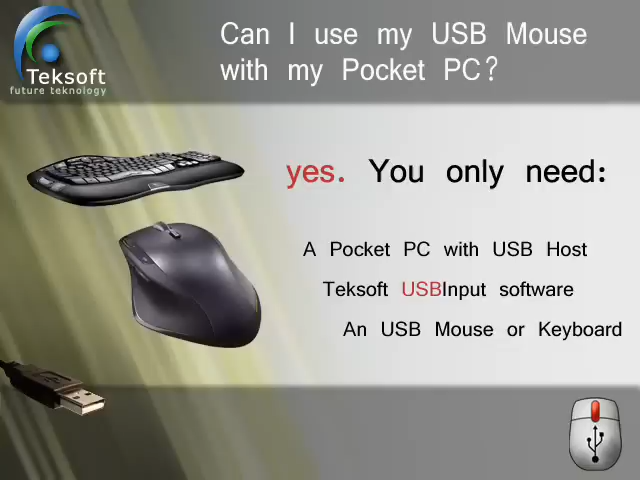 Teksoft
future teknology
Can I use my USB Mouse
with my Pocket PC?
yes. You only need:
A Pocket PC with USB Host
Teksoft USBInput software
An USB Mouse or Keyboard